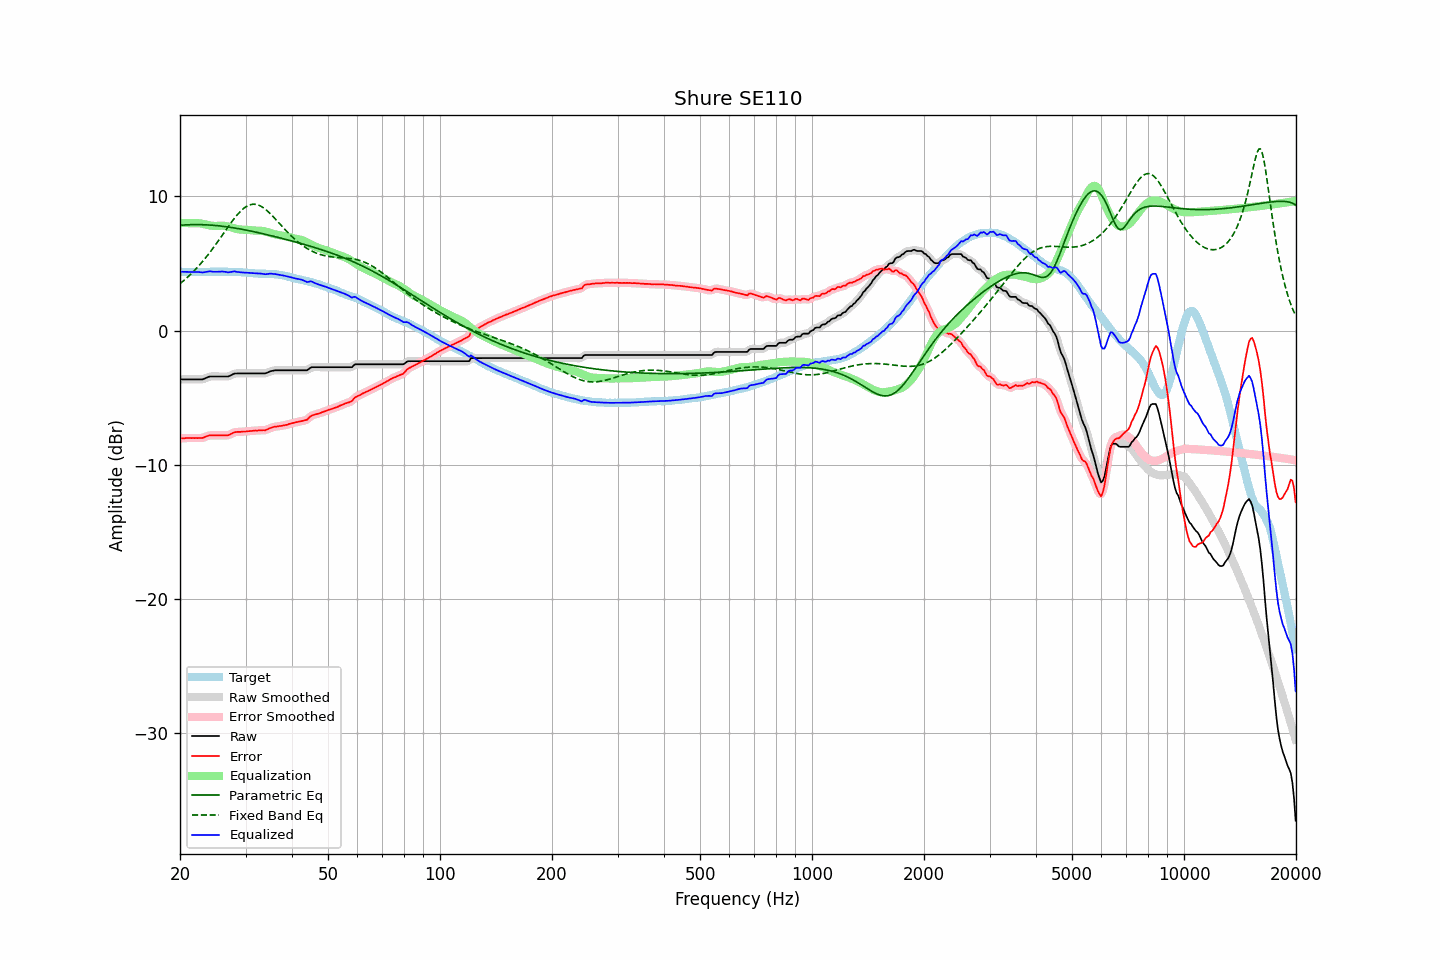 Shure SE110
Amplitude (dBr)
10
0
−10
−20
−30
Target
Raw Smoothed
Error Smoothed
Raw
Error
Equalization
Parametric Eq
Fixed Band Eq
Equalized
20 50 100 200 500 1000 2000 5000 10000 20000
Frequency (Hz)